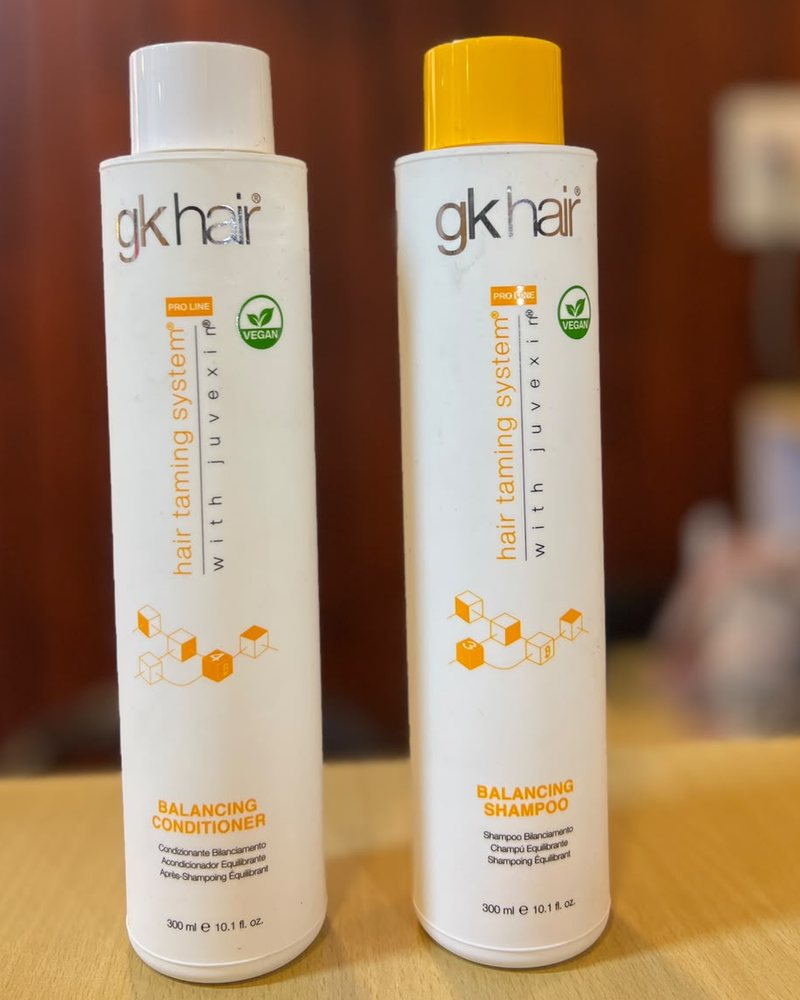 gkhair®
PRO LINE
VEGAN
hair taming system®
with juvexin®
4
BALANCING
CONDITIONER
Condizionante Bilanciamento
Acondicionador Equilibrante
Après-Shampoing Équilibrant
300 ml ℮ 10.1 fl. oz.
gkhair®
PRO LINE
VEGAN
hair taming system®
with juvexin®
3
BALANCING
SHAMPOO
Shampoo Bilanciamento
Champú Equilibrante
Shampoing Équilibrant
300 ml ℮ 10.1 fl. oz.